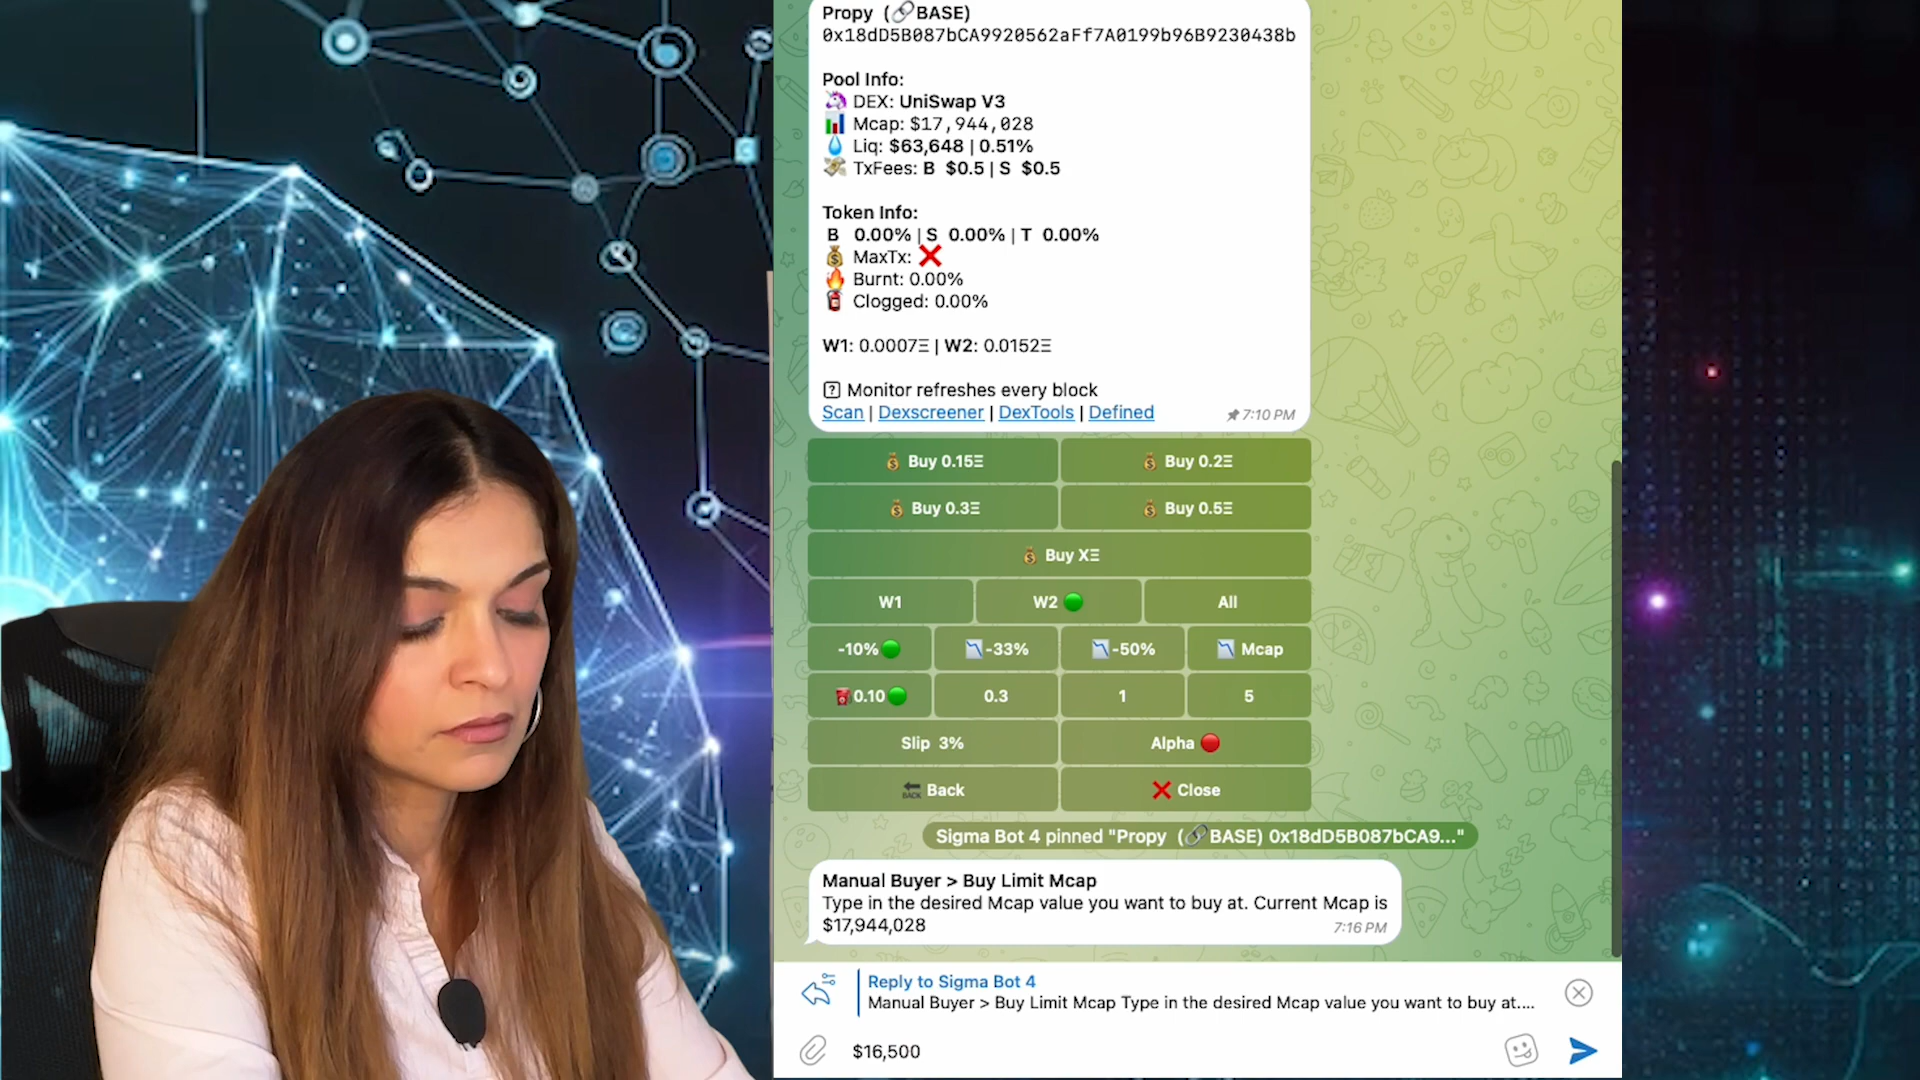 Propy (🔗BASE)
0x18dD5B087bCA9920562aFf7A0199b96B9230438b
Pool Info:
🦄 DEX: UniSwap V3
📊 Mcap: $17,944,028
💧 Liq: $63,648 | 0.51%
💸 TxFees: B $0.5 | S $0.5
Token Info:
B 0.00% | S 0.00% | T 0.00%
💰 MaxTx: ❌
🔥 Burnt: 0.00%
🧯 Clogged: 0.00%
W1: 0.0007Ξ | W2: 0.0152Ξ
? Monitor refreshes every block
Scan | Dexscreener | DexTools | Defined
7:10 PM
💰 Buy 0.15Ξ
💰 Buy 0.2Ξ
💰 Buy 0.3Ξ
💰 Buy 0.5Ξ
💰 Buy XΞ
W1
W2 🟢
All
-10% 🟢
📉 -33%
📉 -50%
📉 Mcap
⛽ 0.10 🟢
0.3
1
5
Slip 3%
Alpha 🔴
🔙 Back
❌ Close
Sigma Bot 4 pinned "Propy (🔗BASE) 0x18dD5B087bCA9..."
Manual Buyer > Buy Limit Mcap
Type in the desired Mcap value you want to buy at. Current Mcap is
$17,944,028
7:16 PM
Reply to Sigma Bot 4
Manual Buyer > Buy Limit Mcap Type in the desired Mcap value you want to buy at....
$16,500